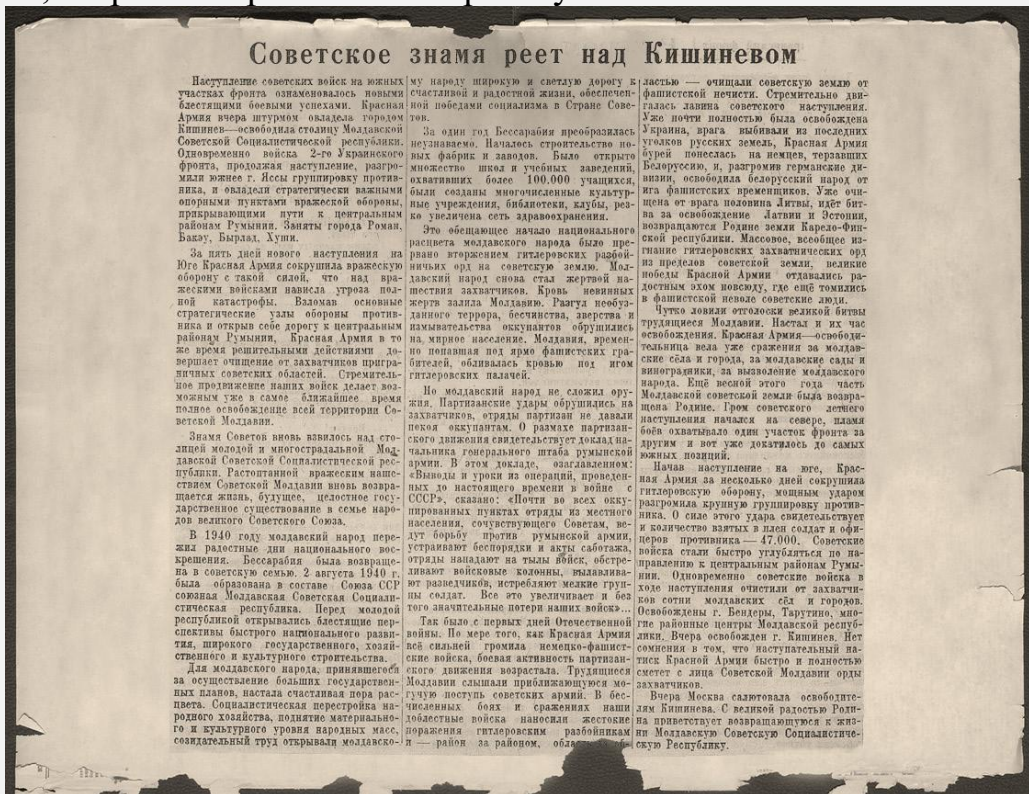 Советское знамя реет над Кишиневом
Наступление советских войск на южных
участках фронта ознаменовалось новыми
блестящими боевыми успехами. Красная
Армия вчера штурмом овладела городом
Кишинев—освободила столицу Молдавской
Советской Социалистической республики.
Одновременно войска 2-го Украинского
фронта, продолжая наступление, разгро-
мили южнее г. Яссы группировку против-
ника, и овладели стратегически важными
опорными пунктами вражеской обороны,
прикрывающими пути к центральным
районам Румынии. Заняты города Роман,
Бакэу, Бырлад, Хуши.
За пять дней нового наступления на
Юге Красная Армия сокрушила вражескую
оборону с такой силой, что над вра-
жескими войсками нависла угроза пол-
ной катастрофы. Взломав основные
стратегические узлы обороны против-
ника и открыв себе дорогу к центральным
районам Румынии, Красная Армия в то
же время решительными действиями до-
вершает очищение от захватчиков пригра-
ничных советских областей. Стремитель-
ное продвижение наших войск делает воз-
можным уже в самое ближайшее время
полное освобождение всей территории Со-
ветской Молдавии.
Знамя Советов вновь взвилось над сто-
лицей молодой и многострадальной Мол-
давской Советской Социалистической рес-
публики. Растоптанной вражеским наше-
ствием Советской Молдавии вновь возвра-
щается жизнь, будущее, целостное госу-
дарственное существование в семье наро-
дов великого Советского Союза.
В 1940 году молдавский народ пере-
жил радостные дни национального вос-
крешения. Бессарабия была возвраще-
на в советскую семью. 2 августа 1940 г.
была образована в составе Союза ССР
союзная Молдавская Советская Социали-
стическая республика. Перед молодой
республикой открывались блестящие пер-
спективы быстрого национального разви-
тия, широкого государственного, хозяй-
ственного и культурного строительства.
Для молдавского народа, принявшегося
за осуществление больших государствен-
ных планов, настала счастливая пора рас-
цвета. Социалистическая перестройка на-
родного хозяйства, поднятие материально-
го и культурного уровня народных масс,
созидательный труд открывали молдавско-
му народу широкую и светлую дорогу к
счастливой и радостной жизни, обеспечен-
ной победами социализма в Стране Сове-
тов.
За один год Бессарабия преобразилась
неузнаваемо. Началось строительство но-
вых фабрик и заводов. Было открыто
множество школ и учебных заведений,
охвативших более 100.000 учащихся,
были созданы многочисленные культур-
ные учреждения, библиотеки, клубы, рез-
ко увеличена сеть здравоохранения.
Это обещающее начало национального
расцвета молдавского народа было пре-
рвано вторжением гитлеровских разбой-
ничьих орд на советскую землю. Мол-
давский народ снова стал жертвой на-
шествия захватчиков. Кровь невинных
жертв залила Молдавию. Разгул необуз-
данного террора, бесчинства, зверства и
измывательства оккупантов обрушились
на мирное население. Молдавия, времен-
но попавшая под ярмо фашистских гра-
бителей, обливалась кровью под игом
гитлеровских палачей.
Но молдавский народ не сложил ору-
жия. Партизанские удары обрушились на
захватчиков, отряды партизан не давали
покоя оккупантам. О размахе партизан-
ского движения свидетельствует доклад на-
чальника генерального штаба румынской
армии. В этом докладе, озаглавленном:
«Выводы и уроки из операций, проведен-
ных до настоящего времени в войне с
СССР», сказано: «Почти во всех окку-
пированных пунктах отряды из местного
населения, сочувствующего Советам, ве-
дут борьбу против румынской армии,
устраивают беспорядки и акты саботажа,
отряды нападают на тылы войск, обстре-
ливают войсковые колонны, вылавлива-
ют разведчиков, истребляют мелкие груп-
пы солдат. Все это увеличивает и без
того значительные потери наших войск»...
Так было с первых дней Отечественной
войны. По мере того, как Красная Армия
всё сильней громила немецко-фашист-
ские войска, боевая активность партизан-
ского движения возрастала. Трудящиеся
Молдавии слышали приближающуюся мо-
гучую поступь советских армий. В бес-
численных боях и сражениях наши
доблестные войска наносили жестокие
поражения гитлеровским разбойникам
и — район за районом,
ластью — очищали советскую землю от
фашистской нечисти. Стремительно дви-
галась лавина советского наступления.
Уже почти полностью была освобождена
Украина, врага выбивали из последних
уголков русских земель, Красная Армия
бурей понеслась на немцев, терзавших
Белоруссию, и, разгромив германские ди-
визии, освободила белорусский народ от
ига фашистских временщиков. Уже очи-
щена от врага половина Литвы, идёт бит-
ва за освобождение Латвии и Эстонии,
возвращаются Родине земли Карело-Фин-
ской республики. Массовое, всеобщее из-
гнание гитлеровских захватнических орд
из пределов советской земли, великие
победы Красной Армии отдавались ра-
достным эхом повсюду, где ещё томились
в фашистской неволе советские люди.
Чутко ловили отголоски великой битвы
трудящиеся Молдавии. Настал и их час
освобождения. Красная Армия—освободи-
тельница вела уже сражения за молдав-
ские сёла и города, за молдавские сады и
виноградники, за вызволение молдавского
народа. Ещё весной этого года часть
Молдавской советской земли была возвра-
щена Родине. Гром советского летнего
наступления начался на севере, пламя
боёв охватывало один участок фронта за
другим и вот уже докатилось до самых
южных позиций.
Начав наступление на юге, Крас-
ная Армия за несколько дней сокрушила
гитлеровскую оборону, мощным ударом
разгромила крупную группировку против-
ника. О силе этого удара свидетельствует
и количество взятых в плен солдат и офи-
церов противника — 47.000. Советские
войска стали быстро углубляться по на-
правлению к центральным районам Румы-
нии. Одновременно советские войска в
ходе наступления очистили от захватчи-
ков сотни молдавских сёл и городов.
Освобождены г. Бендеры, Тарутино, мно-
гие районные центры Молдавской респуб-
лики. Вчера освобожден г. Кишинев. Нет
сомнения в том, что наступательный на-
тиск Красной Армии быстро и полностью
сметет с лица Советской Молдавии орды
захватчиков.
Вчера Москва салютовала освободите-
лям Кишинева. С великой радостью Роди-
на приветствует возвращающуюся к жиз-
ни Молдавскую Советскую Социалистиче-
скую Республику.